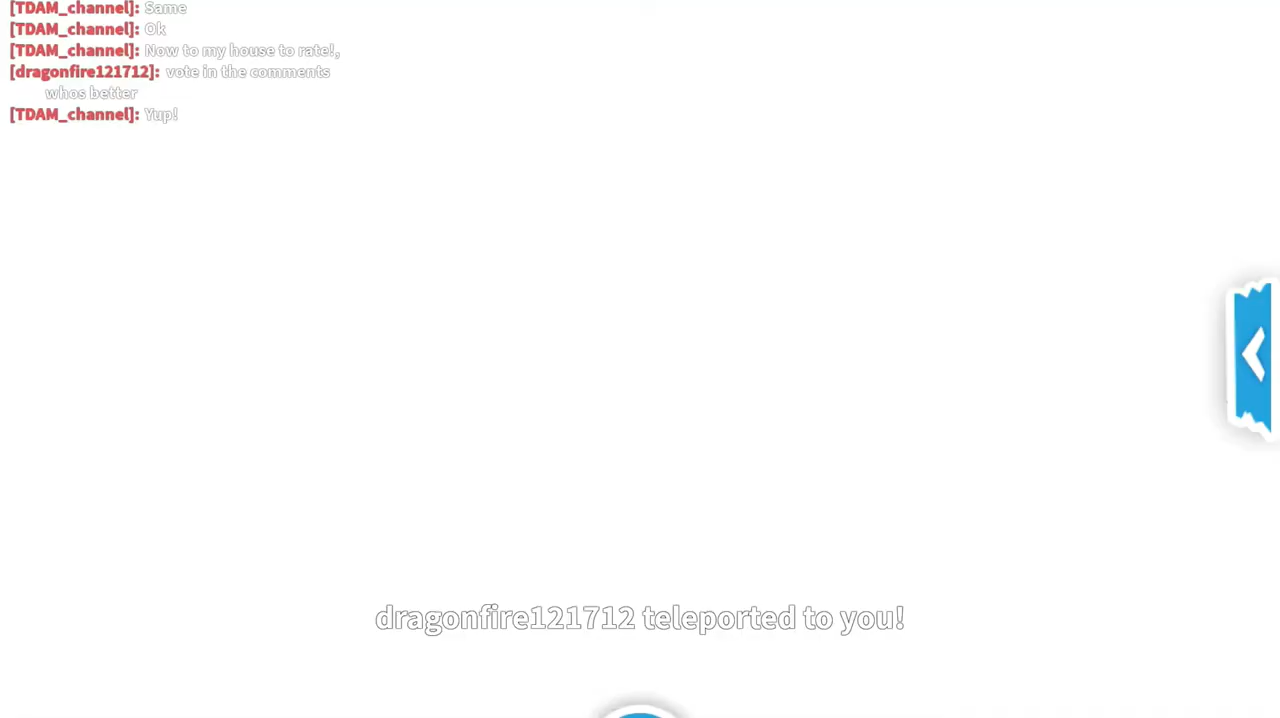 [TDAM_channel]: Same
[TDAM_channel]: Ok
[TDAM_channel]: Now to my house to rate!,
[dragonfire121712]: vote in the comments
whos better
[TDAM_channel]: Yup!
dragonfire121712 teleported to you!